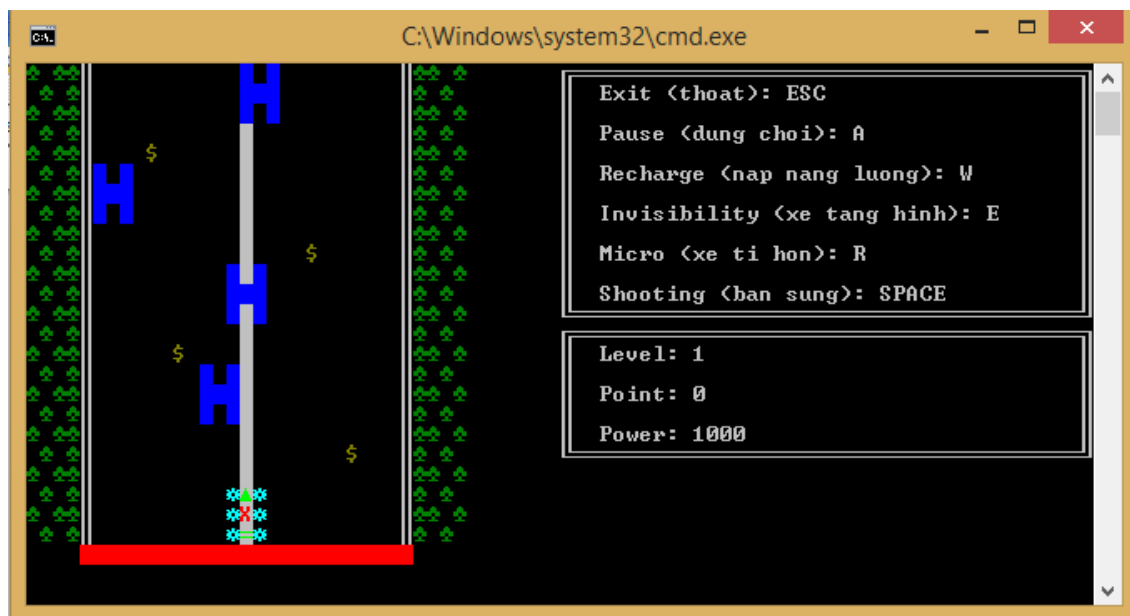 C:\Windows\system32\cmd.exe
Exit (thoat): ESC
Pause (dung choi): A
Recharge (nap nang luong): W
Invisibility (xe tang hinh): E
Micro (xe ti hon): R
Shooting (ban sung): SPACE
Level: 1
Point: 0
Power: 1000